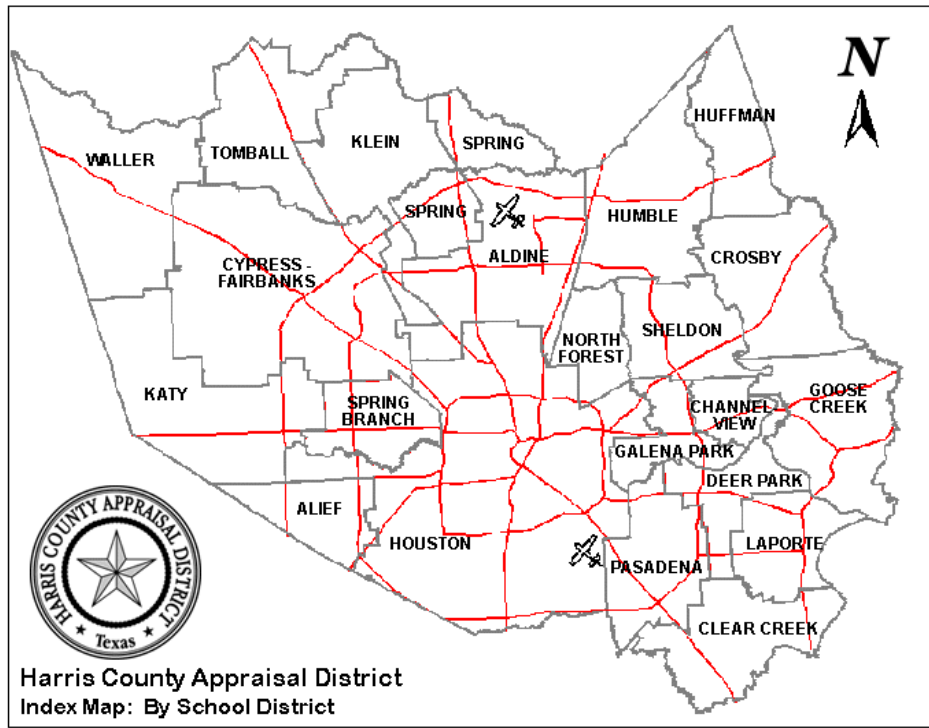 N
HUFFMAN
WALLER
TOMBALL
KLEIN
SPRING
SPRING
HUMBLE
ALDINE
CROSBY
CYPRESS -
FAIRBANKS
NORTH
FOREST
SHELDON
KATY
SPRING
BRANCH
CHANNEL
VIEW
GOOSE
CREEK
GALENA PARK
DEER PARK
ALIEF
HOUSTON
LAPORTE
PASADENA
CLEAR CREEK
HARRIS COUNTY APPRAISAL DISTRICT
Texas
Harris County Appraisal District
Index Map: By School District